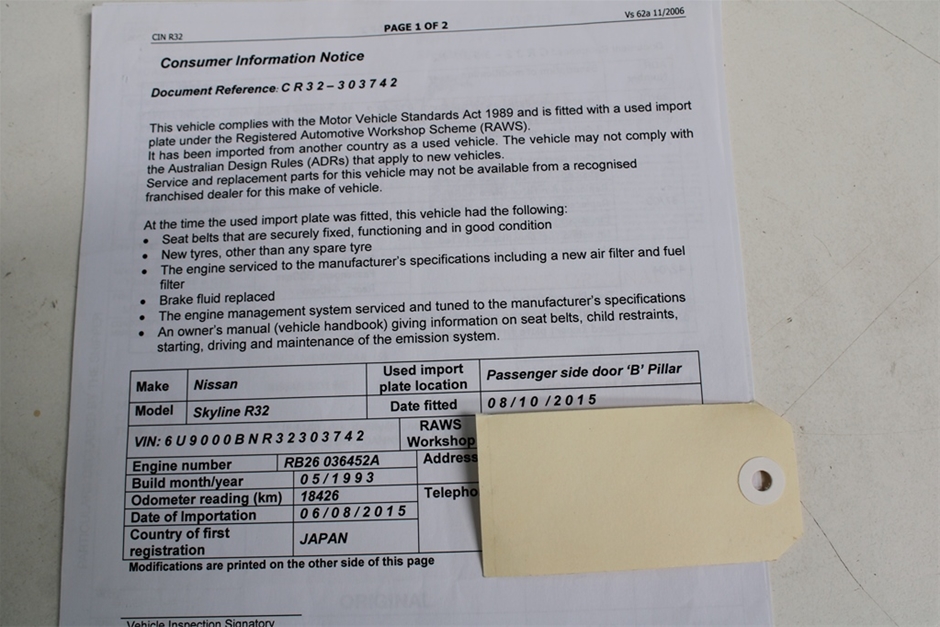 CIN R32
PAGE 1 OF 2
Vs 62a 11/2006
Consumer Information Notice
Document Reference: C R 3 2 – 3 0 3 7 4 2
This vehicle complies with the Motor Vehicle Standards Act 1989 and is fitted with a used import
plate under the Registered Automotive Workshop Scheme (RAWS).
It has been imported from another country as a used vehicle. The vehicle may not comply with
the Australian Design Rules (ADRs) that apply to new vehicles.
Service and replacement parts for this vehicle may not be available from a recognised
franchised dealer for this make of vehicle.
At the time the used import plate was fitted, this vehicle had the following:
• Seat belts that are securely fixed, functioning and in good condition
• New tyres, other than any spare tyre
• The engine serviced to the manufacturer's specifications including a new air filter and fuel
filter
• Brake fluid replaced
• The engine management system serviced and tuned to the manufacturer's specifications
• An owner's manual (vehicle handbook) giving information on seat belts, child restraints,
starting, driving and maintenance of the emission system.
Make Nissan
Used import
plate location
Passenger side door 'B' Pillar
Model Skyline R32
Date fitted 0 8 / 1 0 / 2 0 1 5
VIN: 6 U 9 0 0 0 B N R 3 2 3 0 3 7 4 2
RAWS
Workshop
Engine number RB26 036452A
Address
Build month/year 0 5 / 1 9 9 3
Odometer reading (km) 18426
Telepho
Date of Importation 0 6 / 0 8 / 2 0 1 5
Country of first
registration
JAPAN
Modifications are printed on the other side of this page
ORIGINAL
Vehicle Inspection Signatory